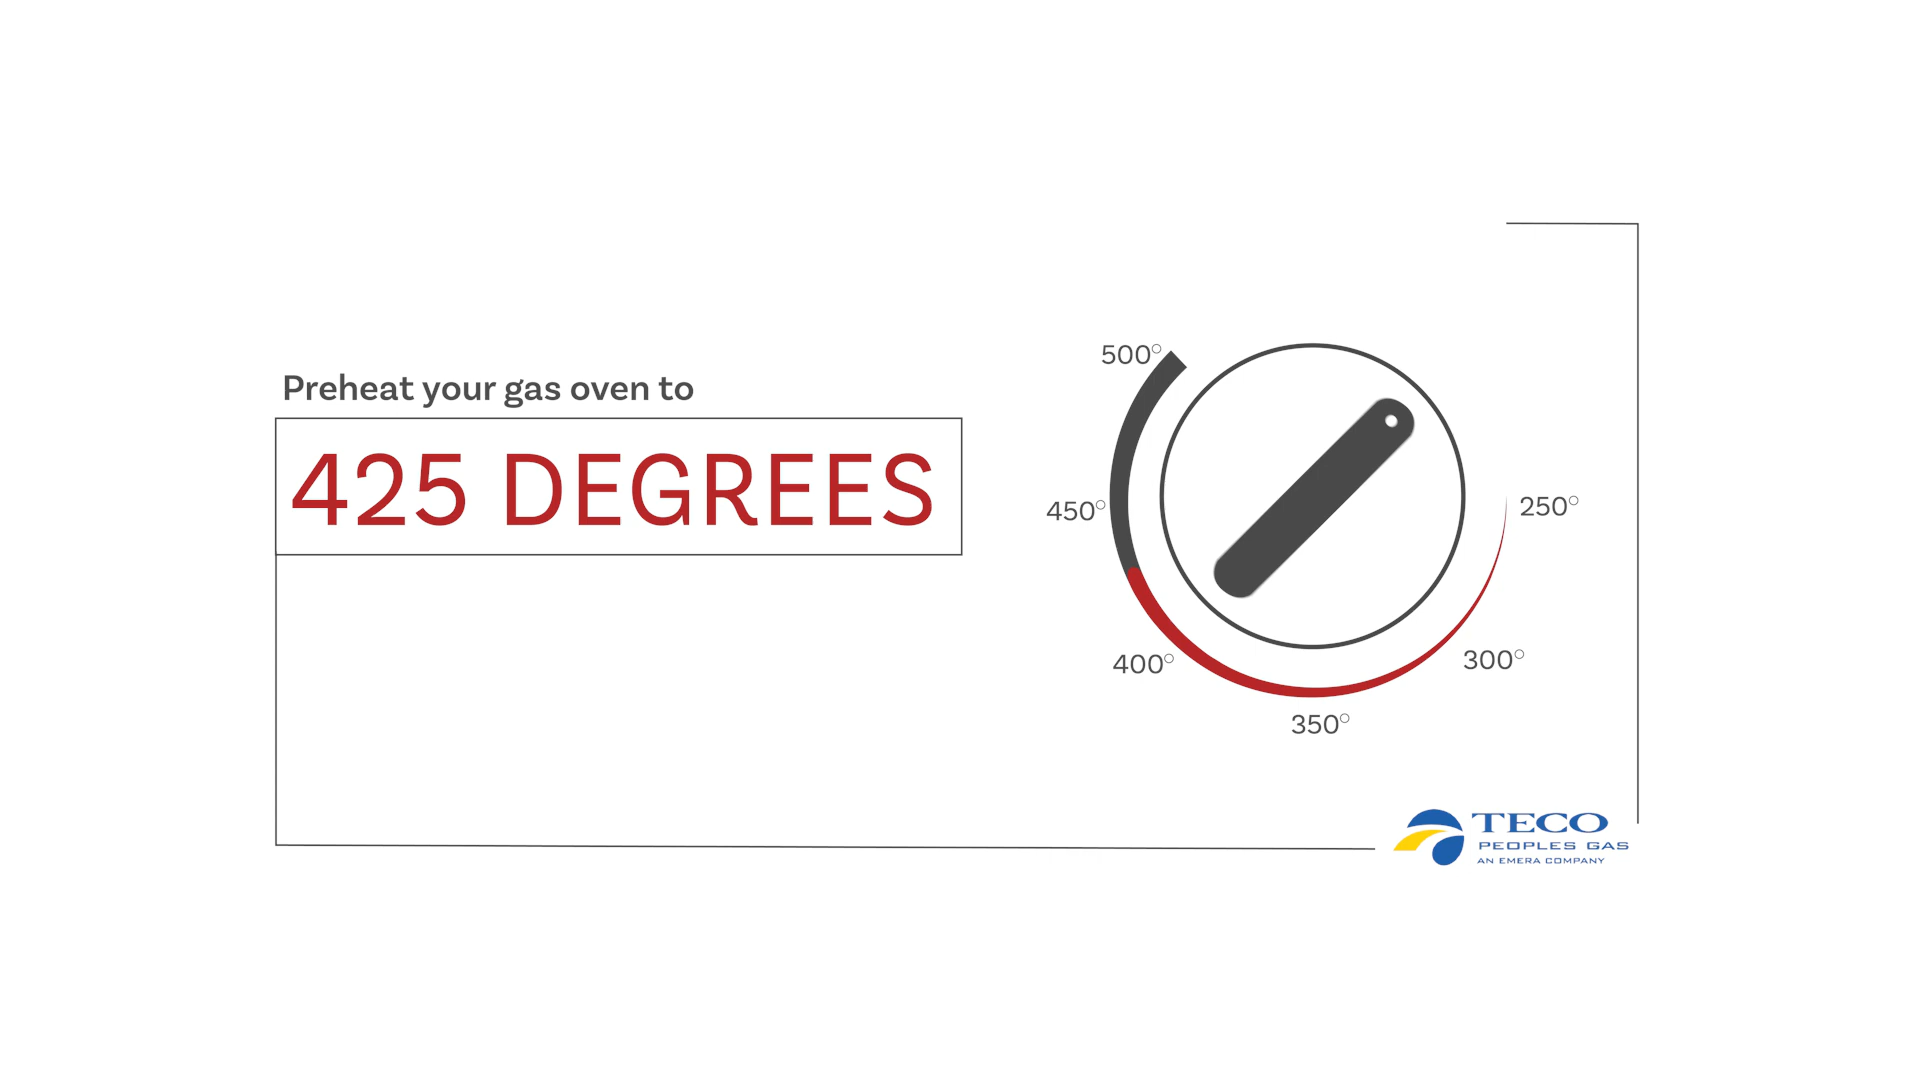 Preheat your gas oven to
425 DEGREES
500°
450°
400°
350°
300°
250°
TECO
PEOPLES GAS
AN EMERA COMPANY